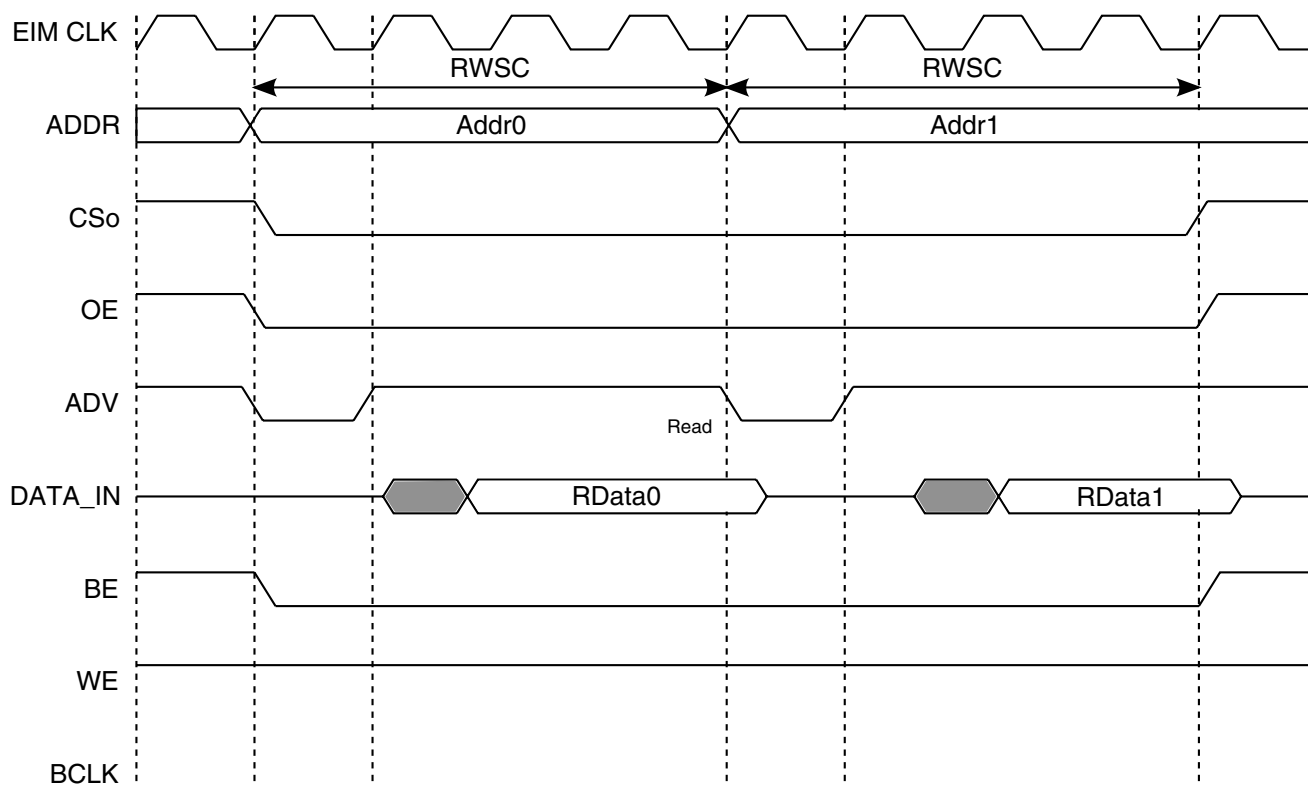 EIM CLK
RWSC RWSC
ADDR Addr0 Addr1
CSo
OE
ADV
Read
DATA_IN RData0 RData1
BE
WE
BCLK